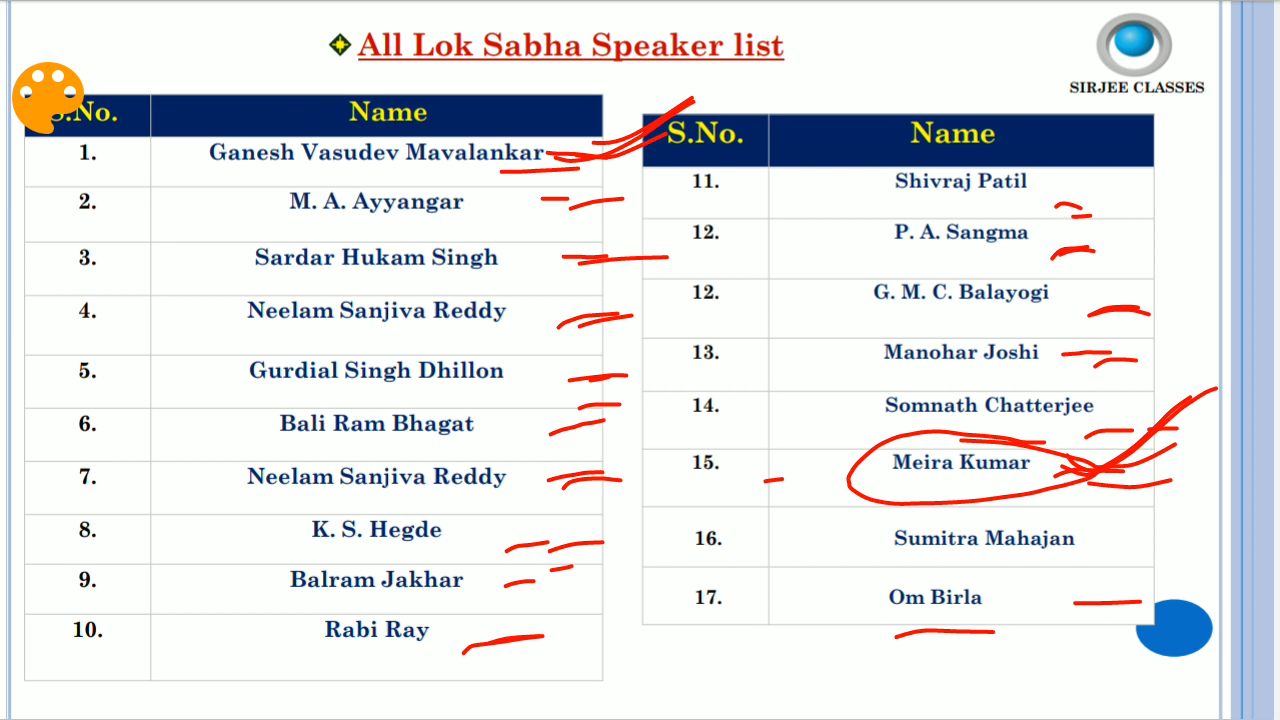 All Lok Sabha Speaker list
SIRJEE CLASSES
S.No. Name
1. Ganesh Vasudev Mavalankar
2. M. A. Ayyangar
3. Sardar Hukam Singh
4. Neelam Sanjiva Reddy
5. Gurdial Singh Dhillon
6. Bali Ram Bhagat
7. Neelam Sanjiva Reddy
8. K. S. Hegde
9. Balram Jakhar
10. Rabi Ray
S.No. Name
11. Shivraj Patil
12. P. A. Sangma
12. G. M. C. Balayogi
13. Manohar Joshi
14. Somnath Chatterjee
15. Meira Kumar
16. Sumitra Mahajan
17. Om Birla